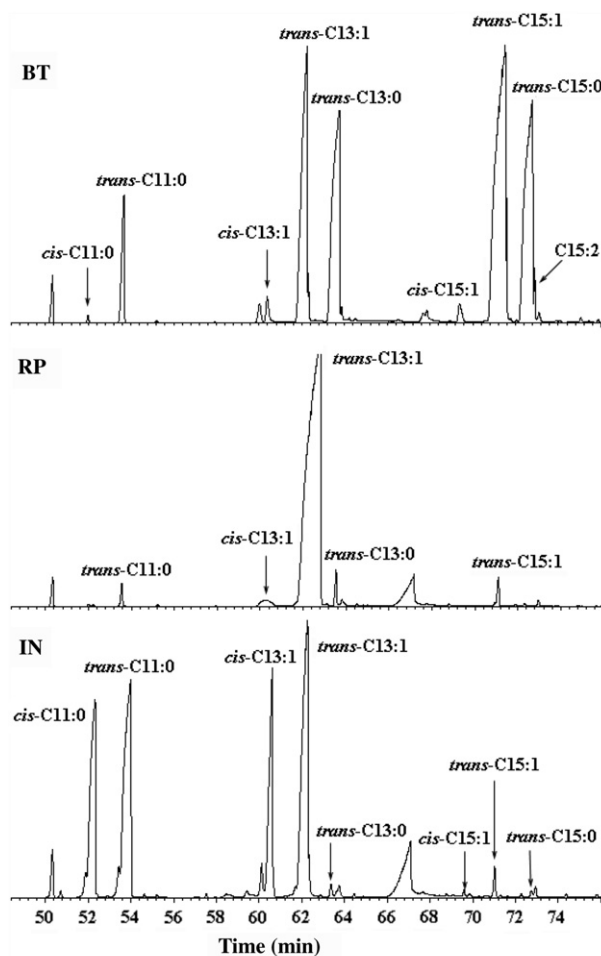 trans-C13:1
trans-C15:1
BT
trans-C13:0
trans-C15:0
trans-C11:0
cis-C11:0
cis-C13:1
cis-C15:1
C15:2
RP
trans-C13:1
cis-C13:1
trans-C11:0
trans-C13:0
trans-C15:1
IN
cis-C13:1
trans-C13:1
trans-C11:0
cis-C11:0
trans-C15:1
trans-C13:0
cis-C15:1
trans-C15:0
50 52 54 56 58 60 62 64 66 68 70 72 74
Time (min)